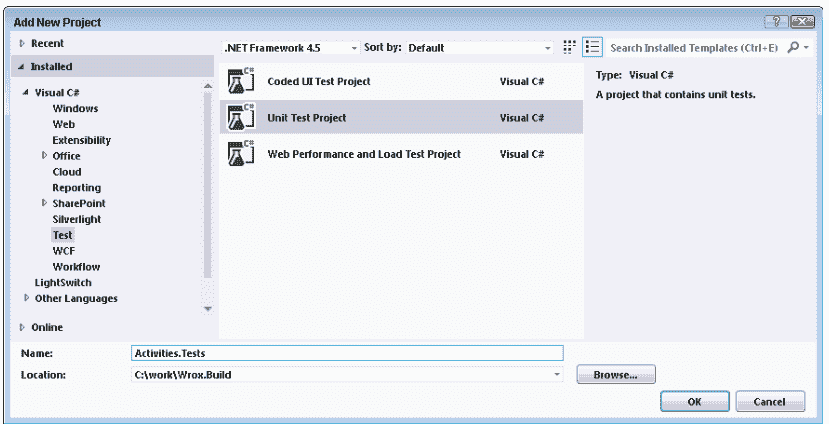 Add New Project
Recent
.NET Framework 4.5 Sort by: Default Search Installed Templates (Ctrl+E)
Installed
Visual C#
Windows
Web
Extensibility
Office
Cloud
Reporting
SharePoint
Silverlight
Test
WCF
Workflow
LightSwitch
Other Languages
Online
C# Coded UI Test Project Visual C#
C# Unit Test Project Visual C#
C# Web Performance and Load Test Project Visual C#
Type: Visual C#
A project that contains unit tests.
Name: Activities.Tests
Location: C:\work\Wrox.Build Browse...
OK Cancel